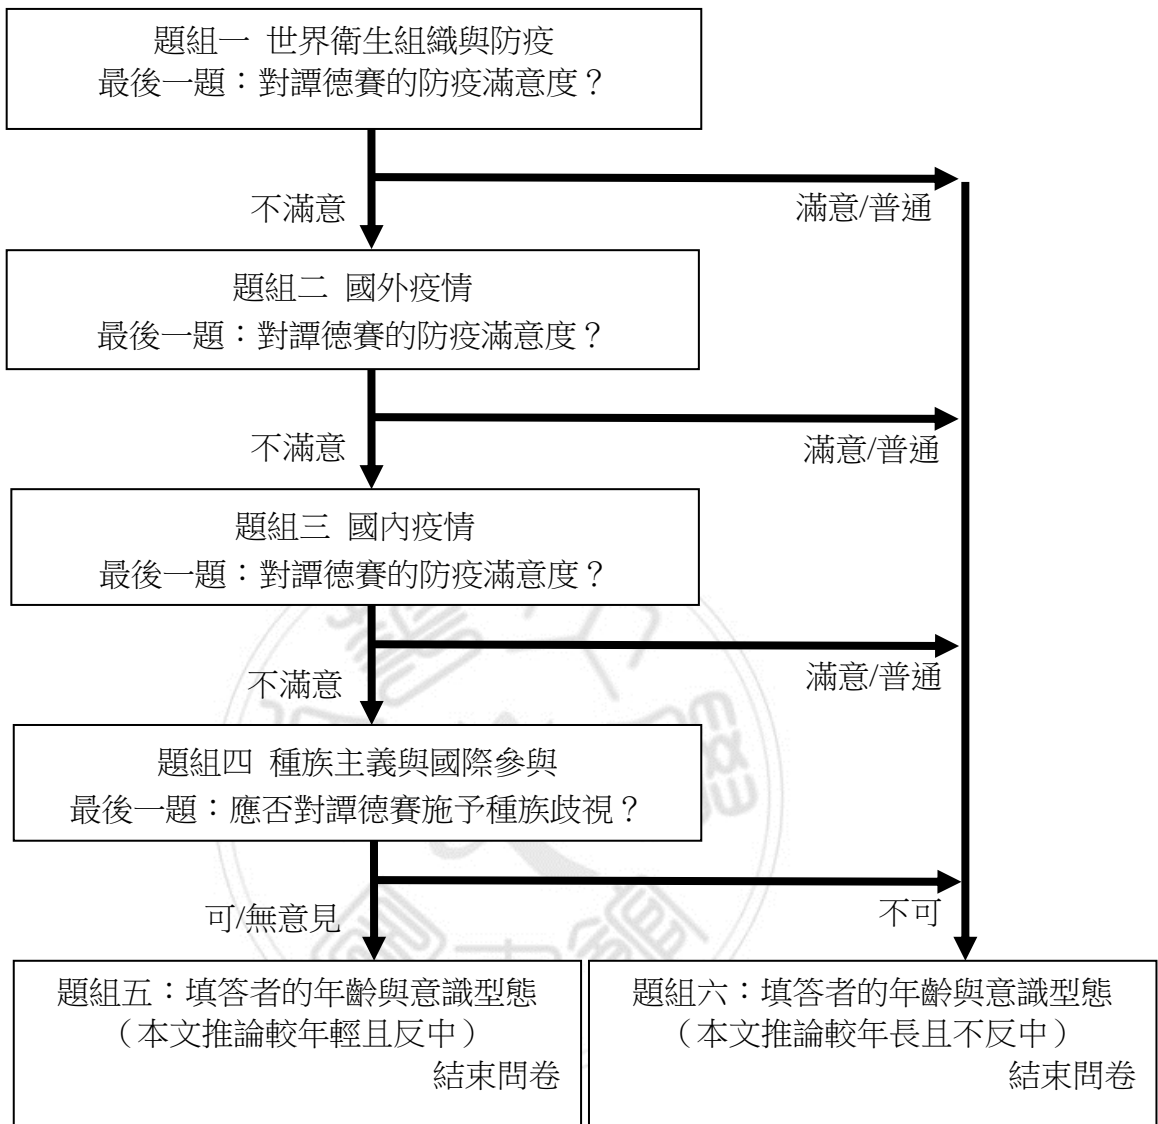 題組一 世界衛生組織與防疫
最後一題：對譚德賽的防疫滿意度？
不滿意
滿意/普通
題組二 國外疫情
最後一題：對譚德賽的防疫滿意度？
不滿意
滿意/普通
題組三 國內疫情
最後一題：對譚德賽的防疫滿意度？
不滿意
滿意/普通
題組四 種族主義與國際參與
最後一題：應否對譚德賽施予種族歧視？
可/無意見
不可
題組五：填答者的年齡與意識型態
（本文推論較年輕且反中）
結束問卷
題組六：填答者的年齡與意識型態
（本文推論較年長且不反中）
結束問卷